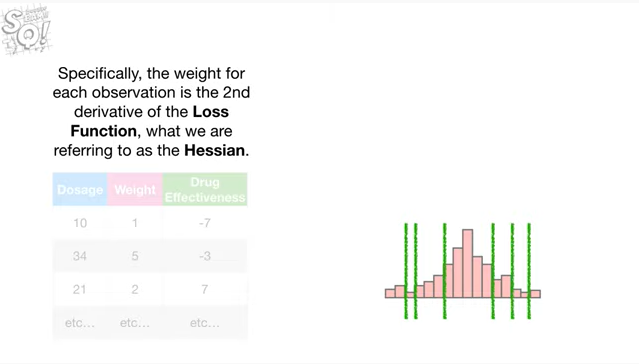 Specifically, the weight for
each observation is the 2nd
derivative of the Loss
Function, what we are
referring to as the Hessian.
Dosage Weight Drug Effectiveness
10 1 -7
34 5 -3
21 2 7
etc... etc... etc...